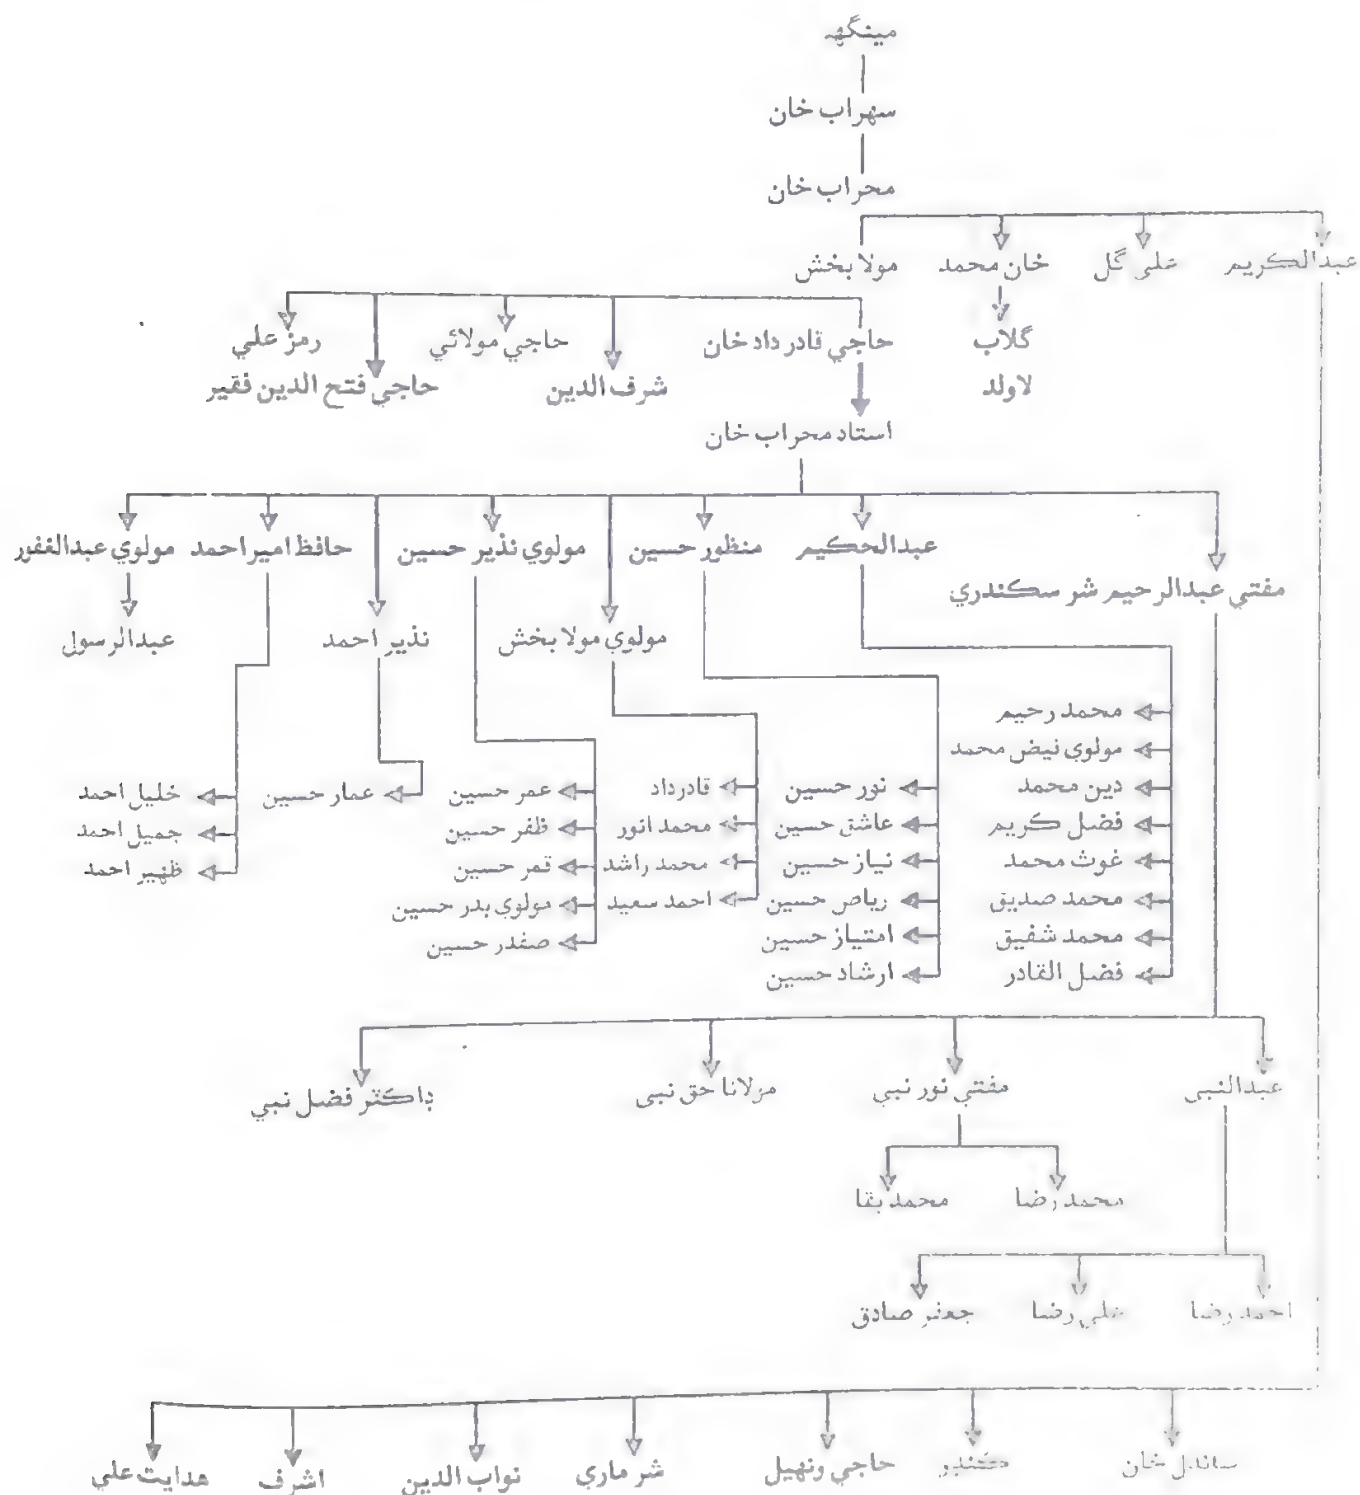 مينگهہ
سهراب خان
محراب خان
عبدالڪريم
علي گل
خان محمد
مولا بخش
گلاب
لاولد
حاجي قادر داد خان
شرف الدين
حاجي مولائي
حاجي فتح الدين فقير
رمز علي
استاد محراب خان
مفتي عبدالرحيم شر سڪندري
عبدالحڪيم
منظور حسين
مولوي مولا بخش
مولوي نذير حسين
نذير احمد
حافظ امير احمد
مولوي عبدالغفور
عبدالرسول
محمد رحيم
مولوي فيض محمد
دين محمد
فضل ڪريم
غوث محمد
محمد صديق
محمد شفيق
فضل القادر
نور حسين
عاشق حسين
نياز حسين
رياض حسين
امتياز حسين
ارشاد حسين
قادرداد
محمد انور
محمد راشد
احمد سعيد
عمر حسين
ظفر حسين
قمر حسين
مولوي بدر حسين
صفدر حسين
عمار حسين
خليل احمد
جميل احمد
ظهير احمد
عبدالنبي
مفتي نور نبي
مولانا حق نبي
ڊاڪٽر فضل نبي
محمد رضا
محمد بقا
احمد رضا
علي رضا
جعفر صادق
ساندل خان
حاجي ونهيل
شر ماري
نواب الدين
اشرف
هدايت علي